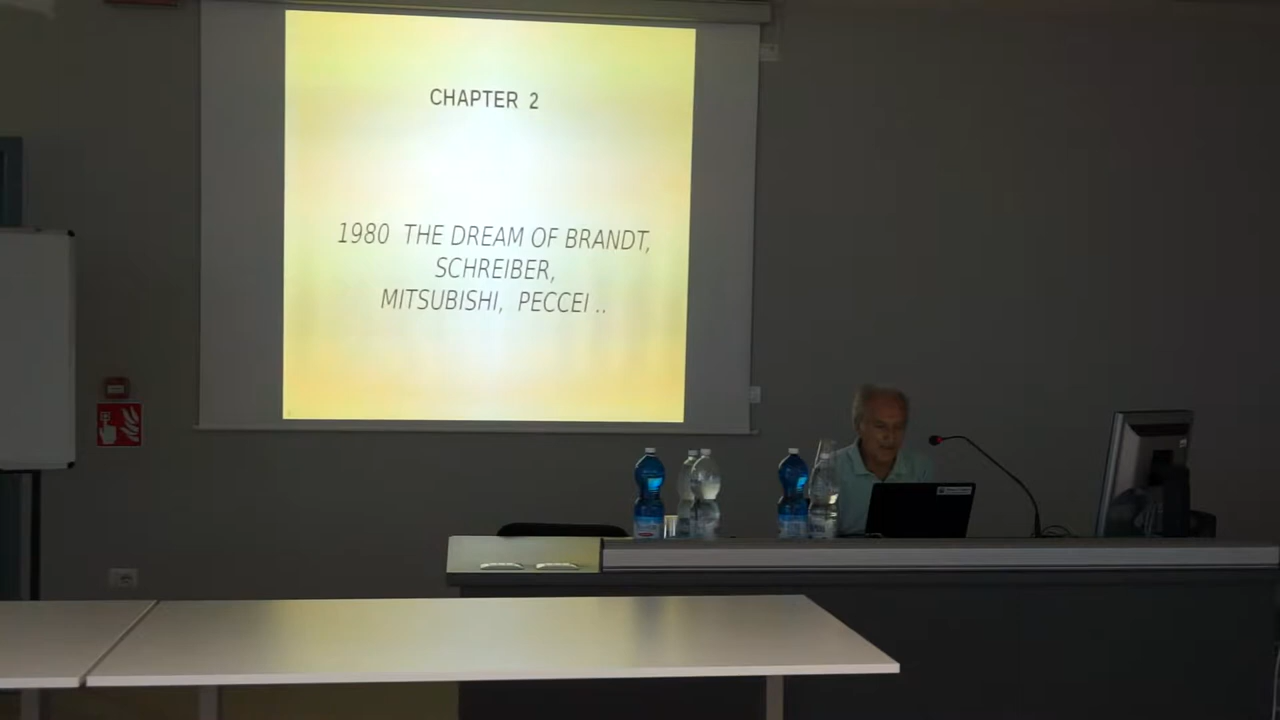 CHAPTER 2
1980 THE DREAM OF BRANDT,
SCHREIBER,
MITSUBISHI, PECCEI ..